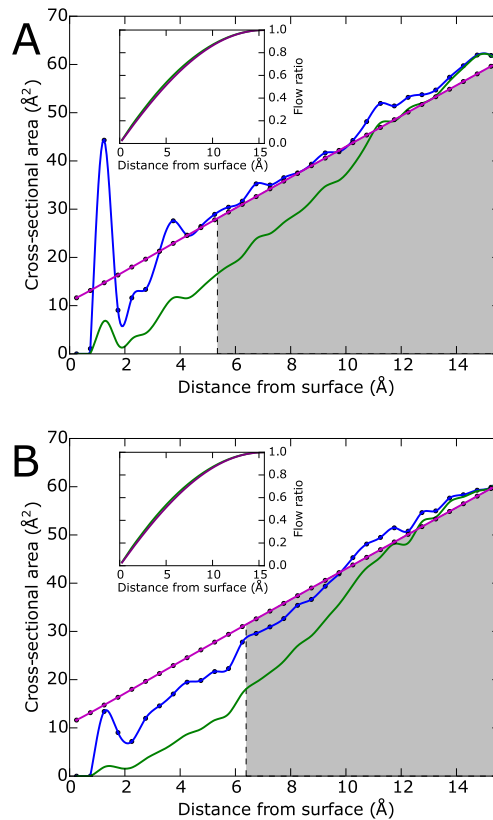 A
70
60
50
40
30
20
10
0
Cross-sectional area (Å²)
0 2 4 6 8 10 12 14
Distance from surface (Å)
1.0
0.8
0.6
0.4
0.2
0.0
Flow ratio
0 5 10 15
Distance from surface (Å)
B
70
60
50
40
30
20
10
0
Cross-sectional area (Å²)
0 2 4 6 8 10 12 14
Distance from surface (Å)
1.0
0.8
0.6
0.4
0.2
0.0
Flow ratio
0 5 10 15
Distance from surface (Å)